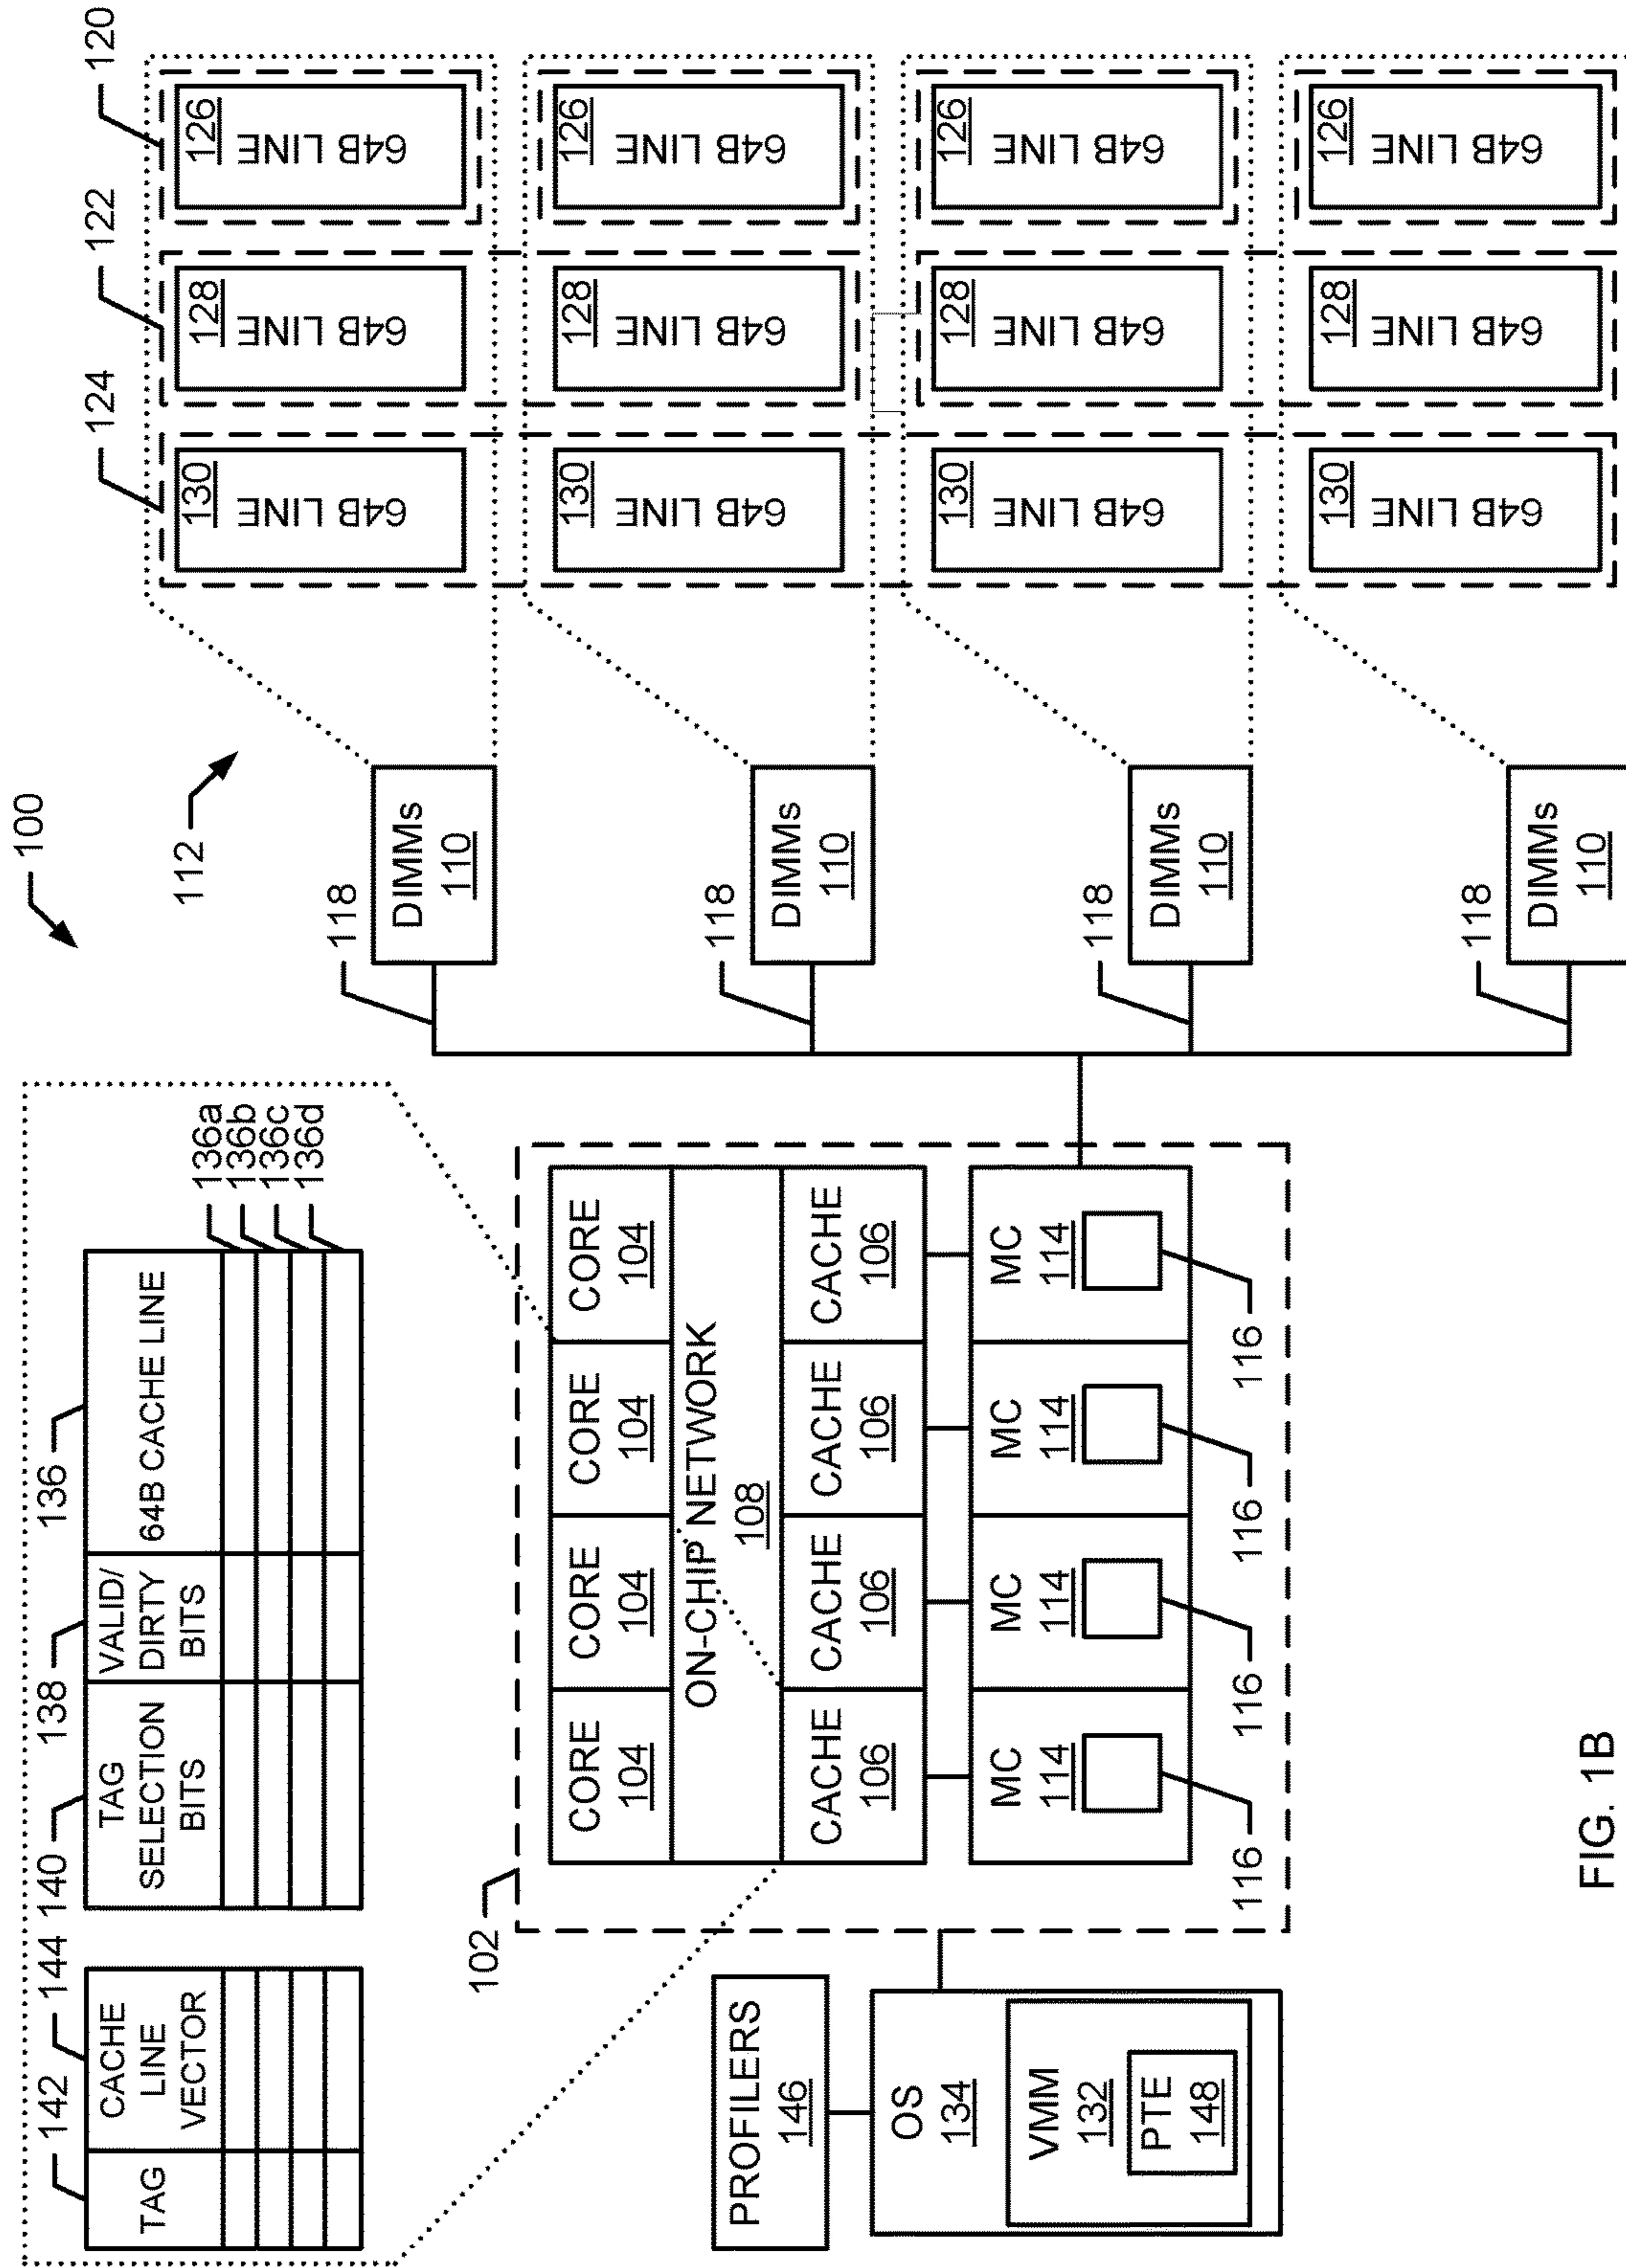 100
112
120
122
124
142
144
140
138
136
TAG
CACHE
LINE
VECTOR
TAG
SELECTION
BITS
VALID/
DIRTY
BITS
64B CACHE LINE
136a
136b
136c
136d
102
CORE
104
CORE
104
CORE
104
CORE
104
ON-CHIP NETWORK
108
CACHE
106
CACHE
106
CACHE
106
CACHE
106
MC
114
MC
114
MC
114
MC
114
116
116
116
116
PROFILERS
146
OS
134
VMM
132
PTE
148
118
DIMMs
110
118
DIMMs
110
118
DIMMs
110
118
DIMMs
110
130
64B LINE
128
64B LINE
126
64B LINE
130
64B LINE
128
64B LINE
126
64B LINE
130
64B LINE
128
64B LINE
126
64B LINE
130
64B LINE
128
64B LINE
126
64B LINE
FIG. 1B